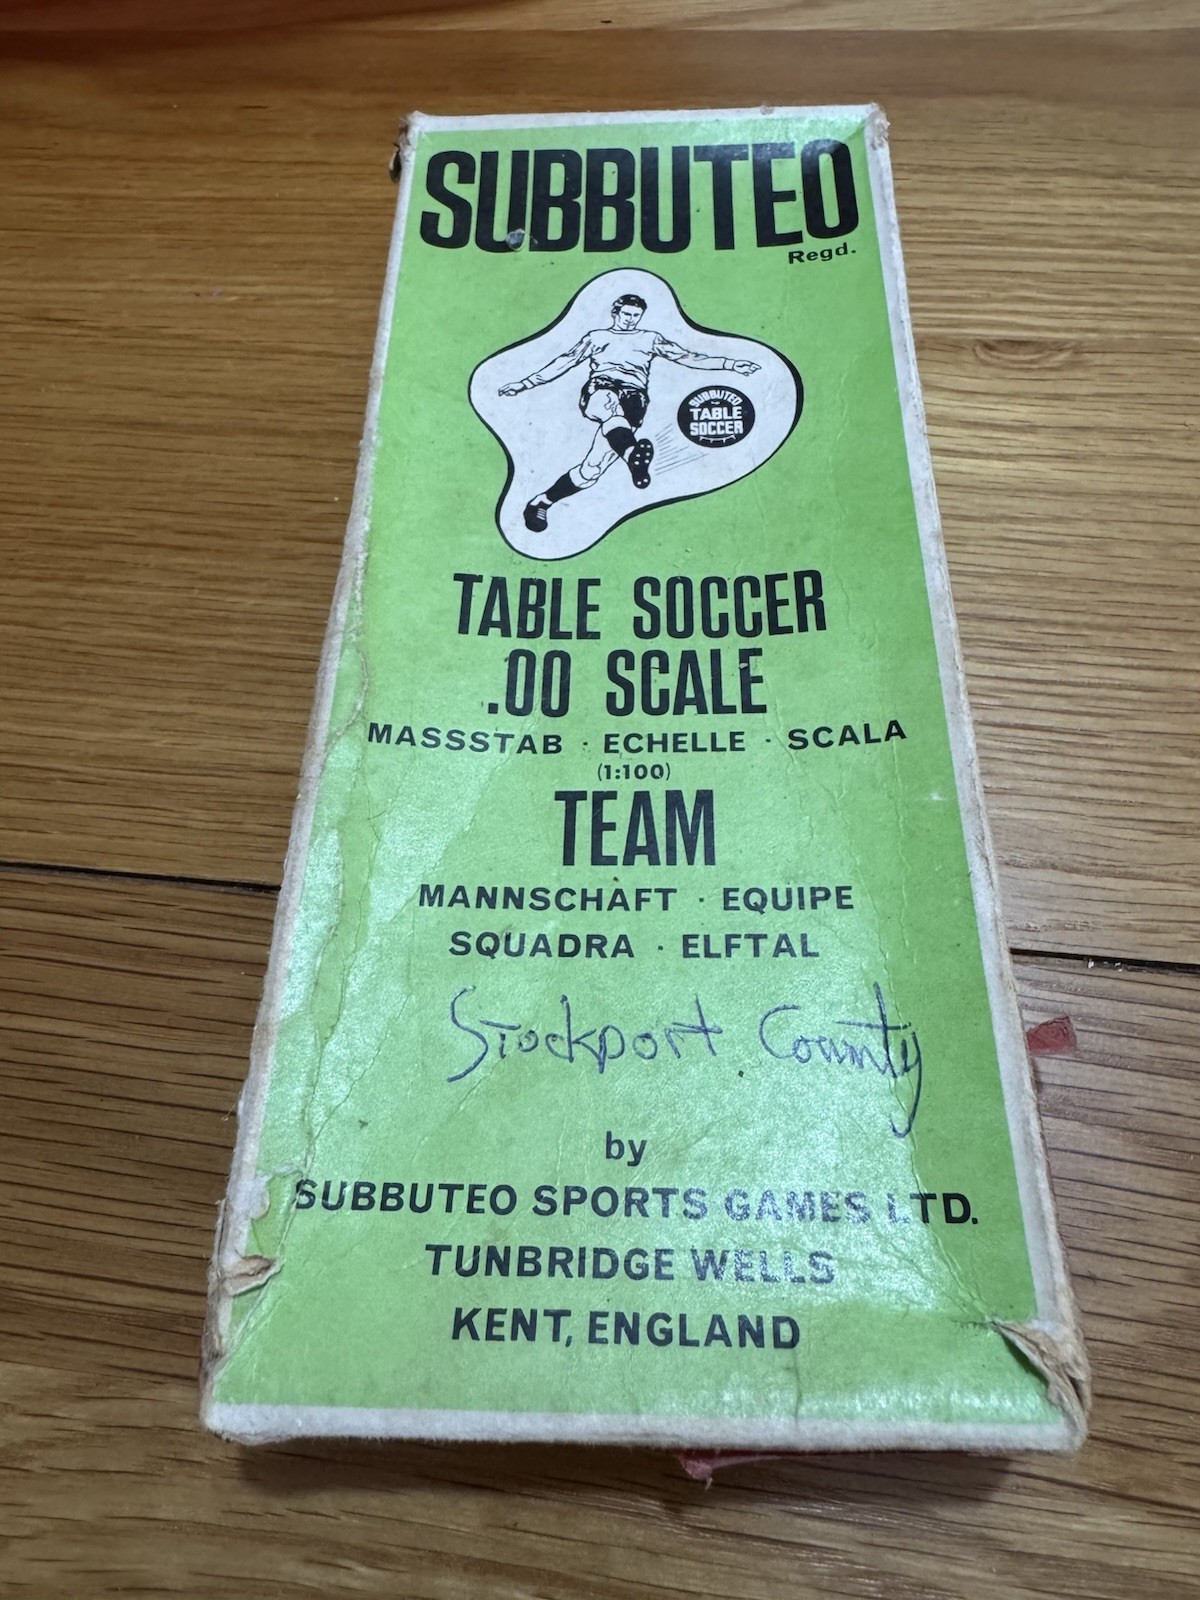 SUBBUTEO
Regd.
SUBBUTEO
TABLE
SOCCER
TABLE SOCCER
.00 SCALE
MASSSTAB · ECHELLE · SCALA
(1:100)
TEAM
MANNSCHAFT · EQUIPE
SQUADRA · ELFTAL
Stockport County
by
SUBBUTEO SPORTS GAMES LTD.
TUNBRIDGE WELLS
KENT, ENGLAND